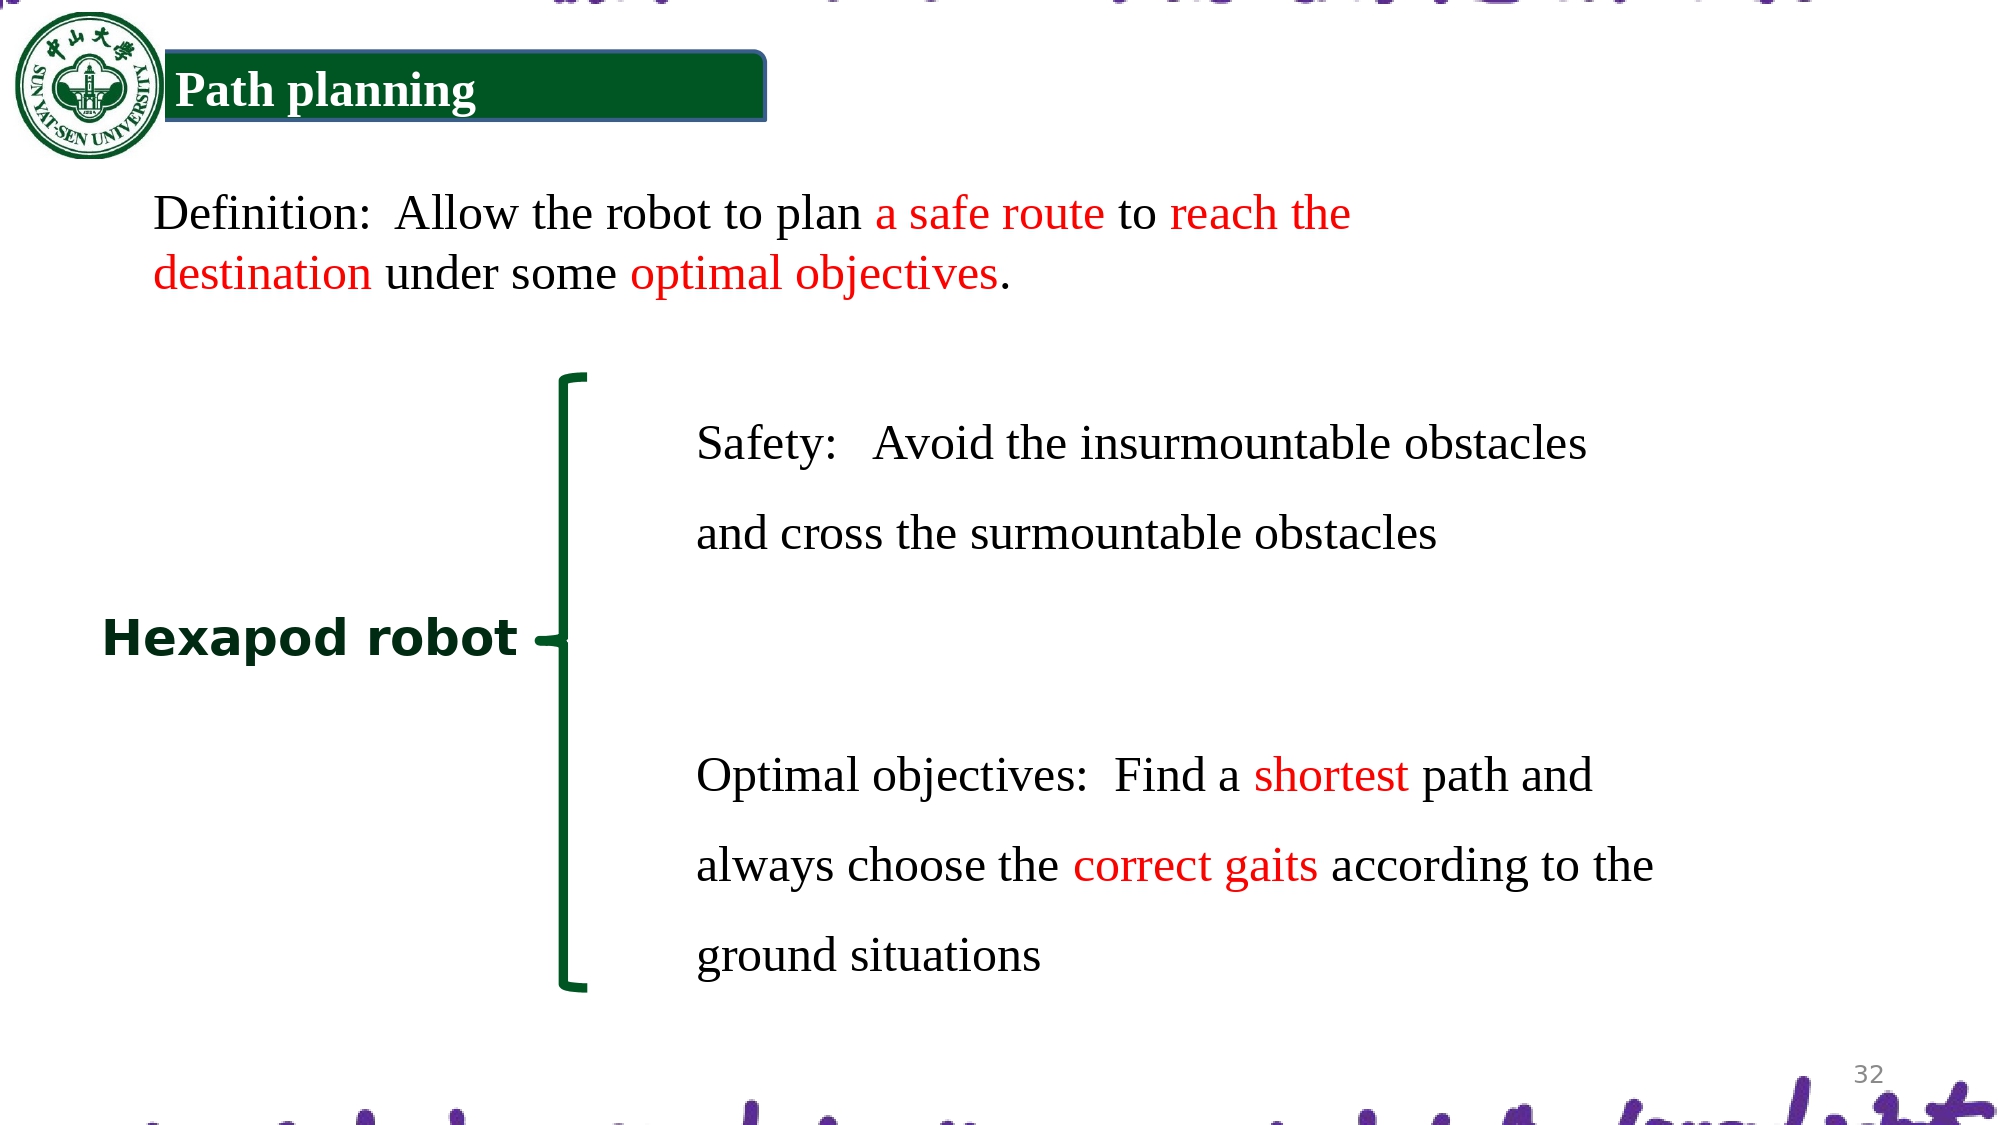 中山大学
SUN YAT-SEN UNIVERSITY
Path planning
Definition:  Allow the robot to plan a safe route to reach the
destination under some optimal objectives.
Safety:   Avoid the insurmountable obstacles
and cross the surmountable obstacles
Hexapod robot
Optimal objectives:  Find a shortest path and
always choose the correct gaits according to the
ground situations
32